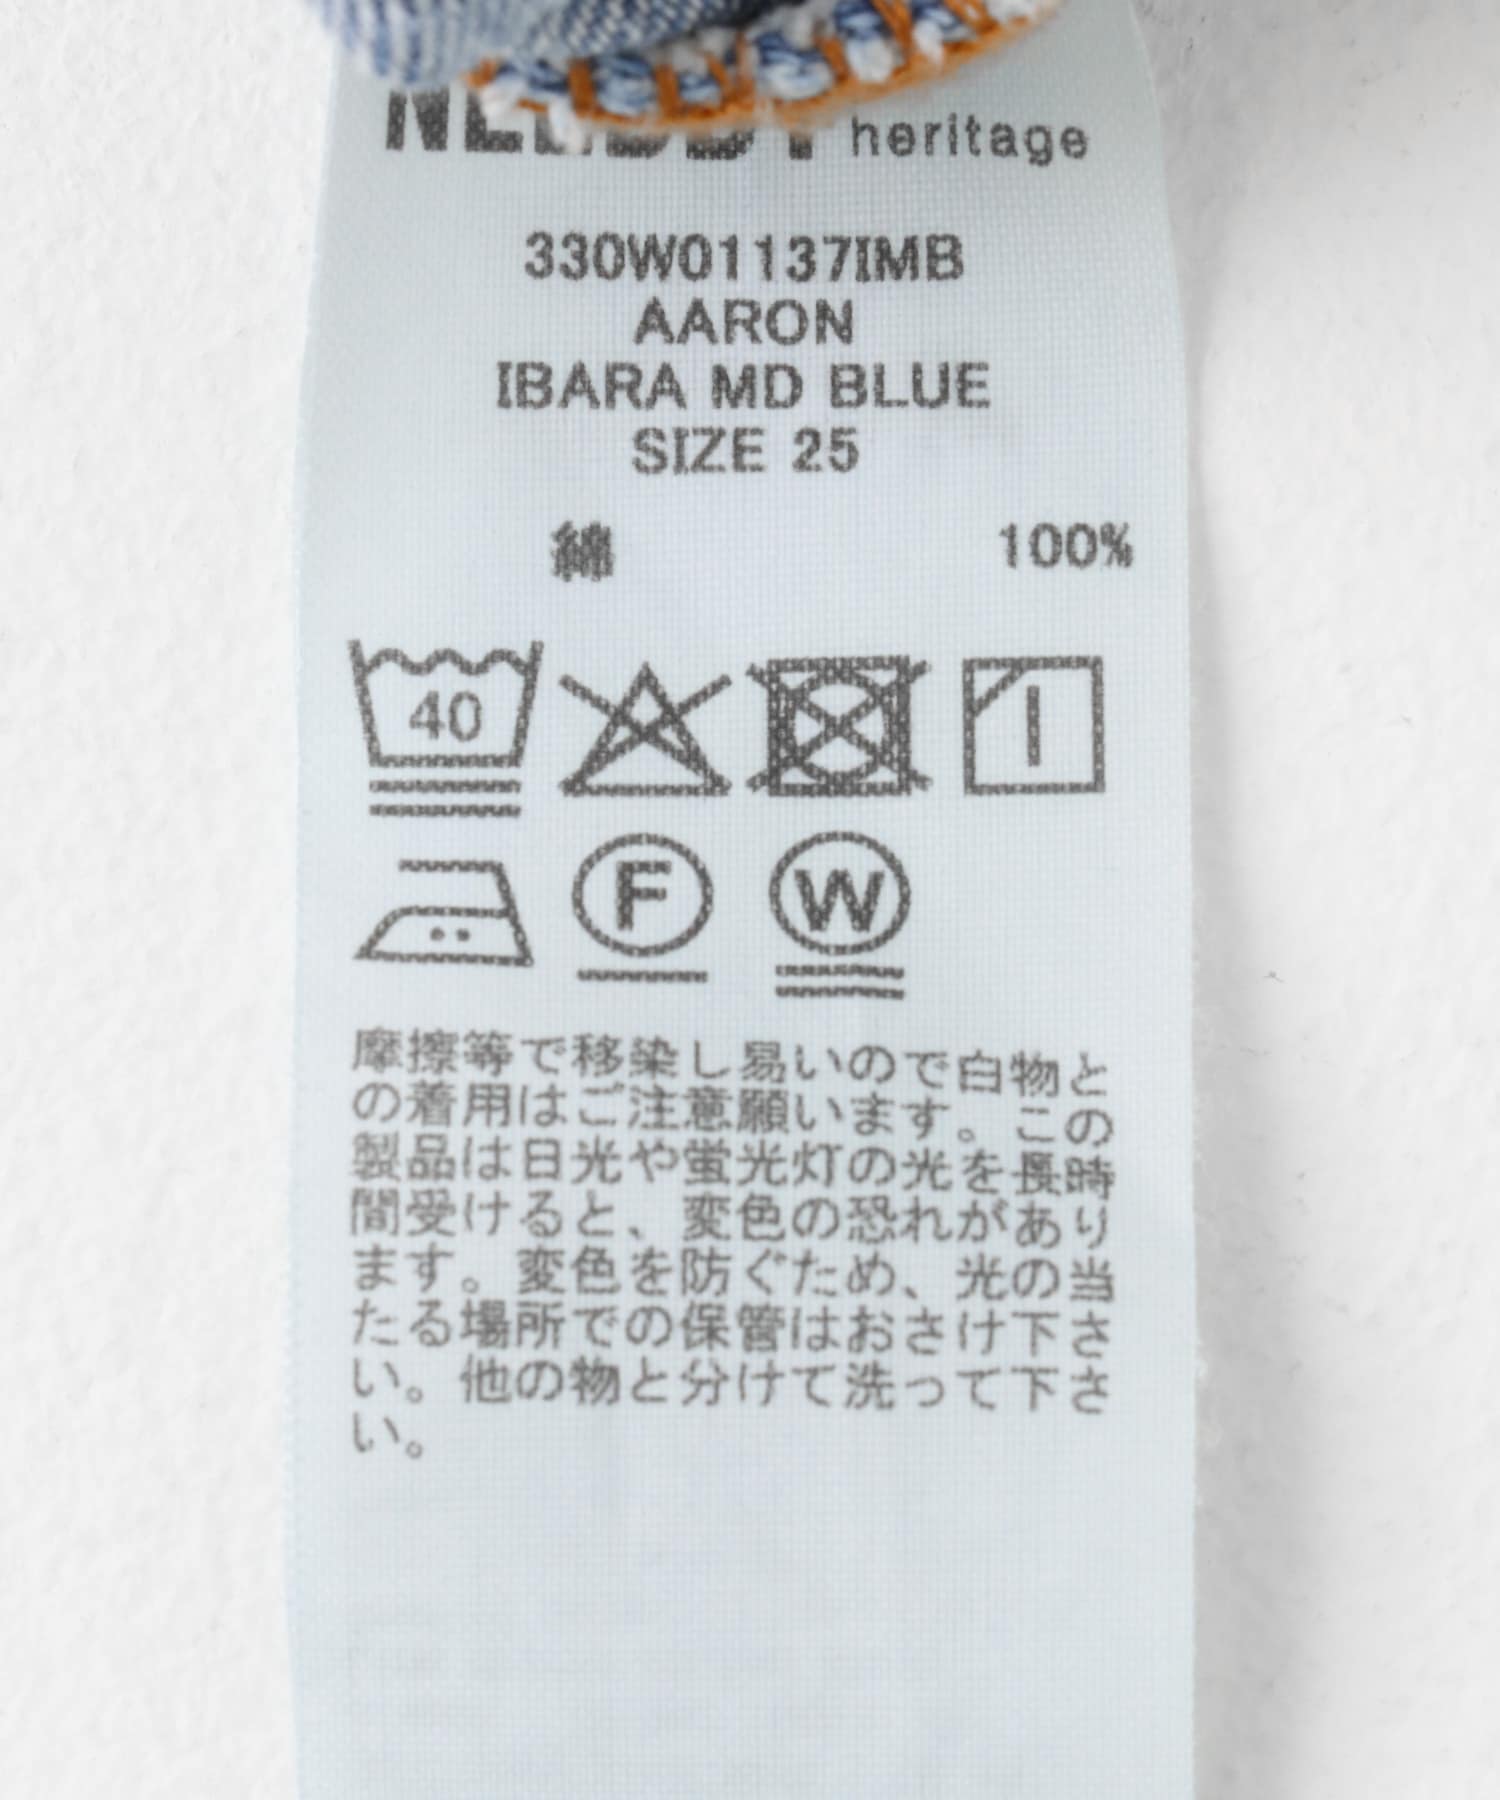 heritage
330W01137IMB
AARON
IBARA MD BLUE
SIZE 25
綿 100%
40
F W
摩擦等で移染し易いので白物と
の着用はご注意願います。この
製品は日光や蛍光灯の光を長時
間受けると、変色の恐れがあり
ます。変色を防ぐため、光の当
たる場所での保管はおさけ下さ
い。他の物と分けて洗って下さ
い。